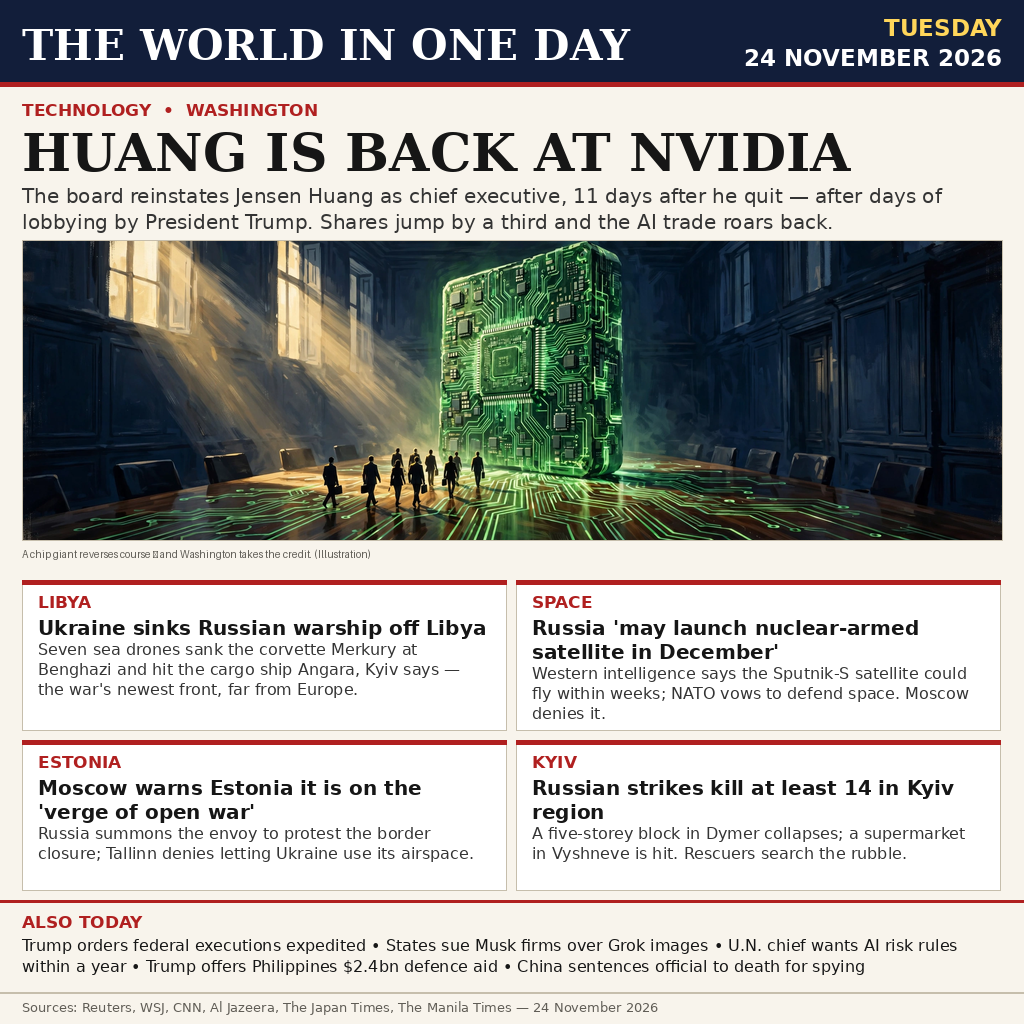 THE WORLD IN ONE DAY
TUESDAY
24 NOVEMBER 2026
TECHNOLOGY • WASHINGTON
HUANG IS BACK AT NVIDIA
The board reinstates Jensen Huang as chief executive, 11 days after he quit — after days of
lobbying by President Trump. Shares jump by a third and the AI trade roars back.
A chip giant reverses course and Washington takes the credit. (Illustration)
LIBYA
Ukraine sinks Russian warship off Libya
Seven sea drones sank the corvette Merkury at
Benghazi and hit the cargo ship Angara, Kyiv says —
the war's newest front, far from Europe.
SPACE
Russia 'may launch nuclear-armed
satellite in December'
Western intelligence says the Sputnik-S satellite could
fly within weeks; NATO vows to defend space. Moscow
denies it.
ESTONIA
Moscow warns Estonia it is on the
'verge of open war'
Russia summons the envoy to protest the border
closure; Tallinn denies letting Ukraine use its airspace.
KYIV
Russian strikes kill at least 14 in Kyiv
region
A five-storey block in Dymer collapses; a supermarket
in Vyshneve is hit. Rescuers search the rubble.
ALSO TODAY
Trump orders federal executions expedited • States sue Musk firms over Grok images • U.N. chief wants AI risk rules
within a year • Trump offers Philippines $2.4bn defence aid • China sentences official to death for spying
Sources: Reuters, WSJ, CNN, Al Jazeera, The Japan Times, The Manila Times — 24 November 2026